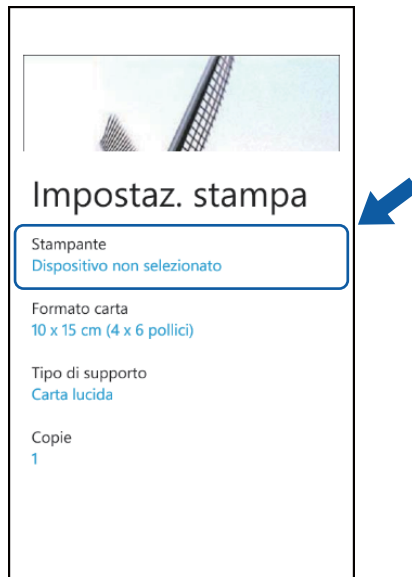 Impostaz. stampa
Stampante
Dispositivo non selezionato
Formato carta
10 x 15 cm (4 x 6 pollici)
Tipo di supporto
Carta lucida
Copie
1